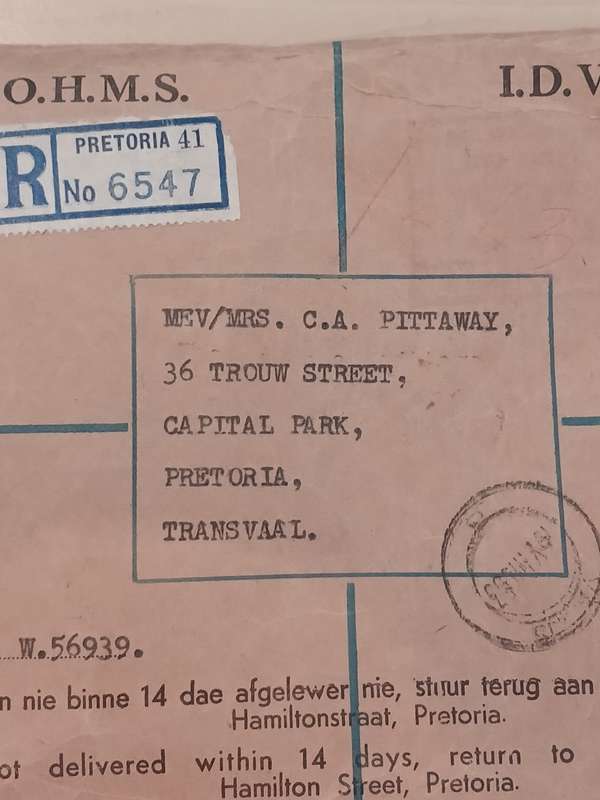 O.H.M.S.
I.D.V
R
PRETORIA 41
No 6547
MEV/MRS. C.A. PITTAWAY,
36 TROUW STREET,
CAPITAL PARK,
PRETORIA,
TRANSVAAL.
W.56939.
n nie binne 14 dae afgelewer nie, stuur terug aan
Hamiltonstraat, Pretoria.
ot delivered within 14 days, return to
Hamilton Street, Pretoria.